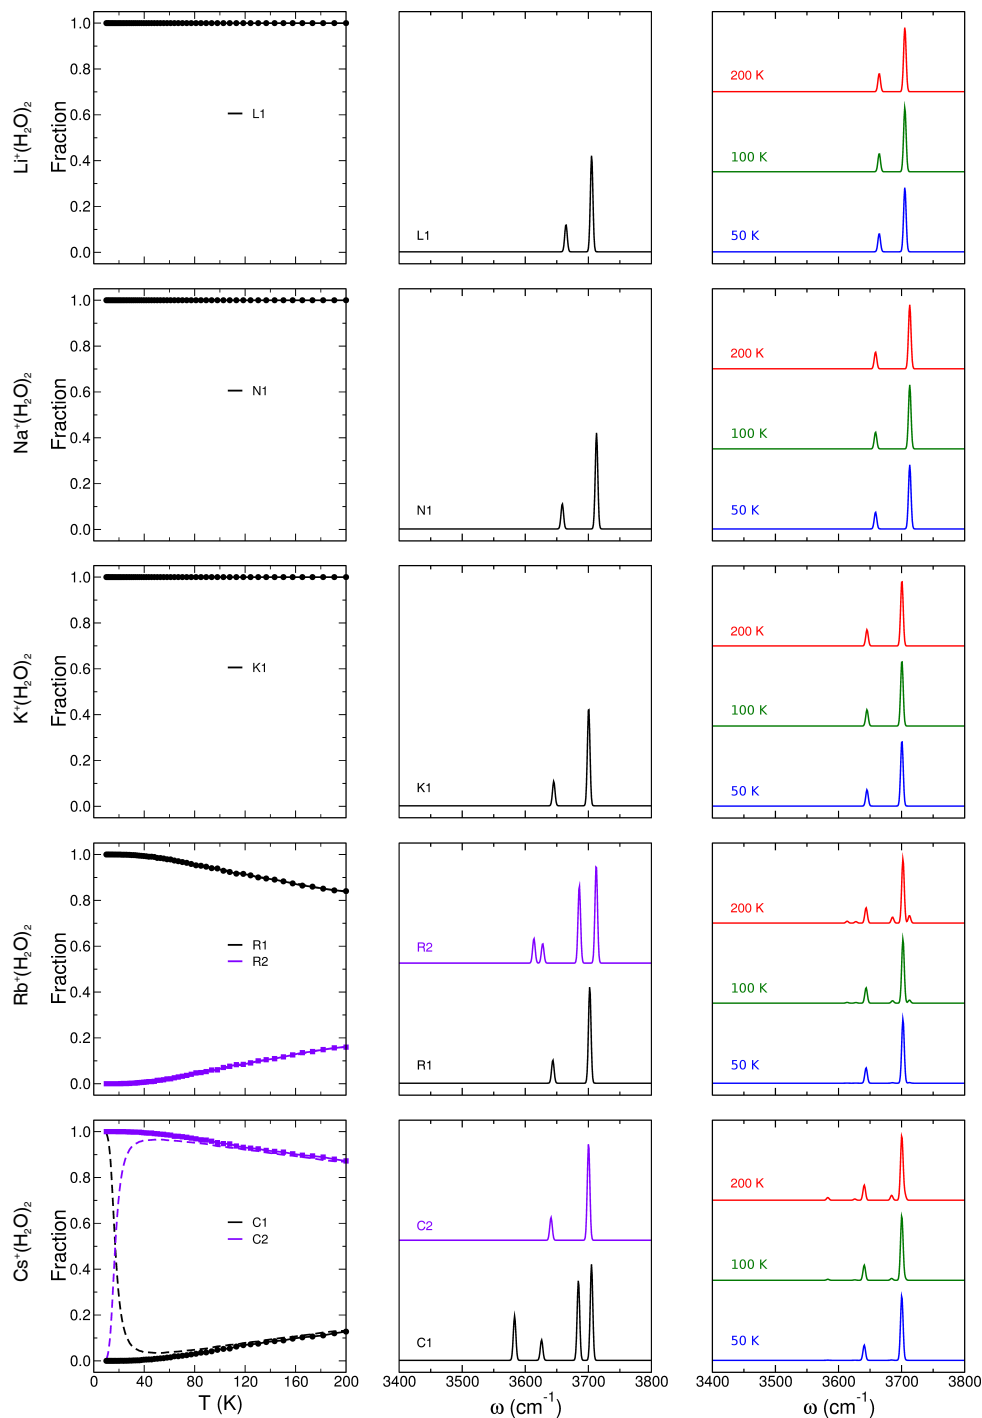 Li⁺(H₂O)₂
Fraction
1.0
0.8
0.6
0.4
0.2
0.0
L1
L1
200 K
100 K
50 K
Na⁺(H₂O)₂
Fraction
1.0
0.8
0.6
0.4
0.2
0.0
N1
N1
200 K
100 K
50 K
K⁺(H₂O)₂
Fraction
1.0
0.8
0.6
0.4
0.2
0.0
K1
K1
200 K
100 K
50 K
Rb⁺(H₂O)₂
Fraction
1.0
0.8
0.6
0.4
0.2
0.0
R1
R2
R2
R1
200 K
100 K
50 K
Cs⁺(H₂O)₂
Fraction
1.0
0.8
0.6
0.4
0.2
0.0
C1
C2
C2
C1
200 K
100 K
50 K
0 40 80 120 160 200
T (K)
3400 3500 3600 3700 3800
ω (cm⁻¹)
3400 3500 3600 3700 3800
ω (cm⁻¹)